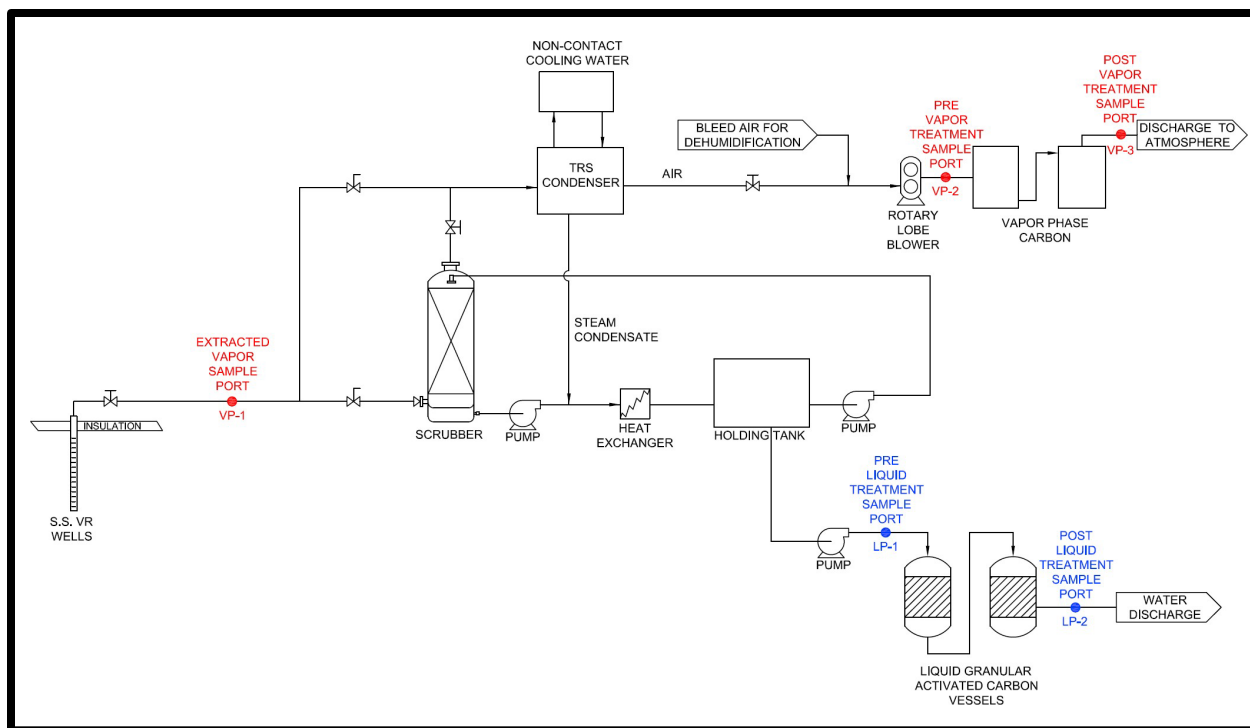 NON-CONTACT
COOLING WATER
TRS
CONDENSER
AIR
BLEED AIR FOR
DEHUMIDIFICATION
PRE
VAPOR
TREATMENT
SAMPLE
PORT
VP-2
POST
VAPOR
TREATMENT
SAMPLE
PORT
VP-3
DISCHARGE TO
ATMOSPHERE
ROTARY
LOBE
BLOWER
VAPOR PHASE
CARBON
EXTRACTED
VAPOR
SAMPLE
PORT
VP-1
INSULATION
S.S. VR
WELLS
SCRUBBER
PUMP
STEAM
CONDENSATE
HEAT
EXCHANGER
HOLDING TANK
PUMP
PRE
LIQUID
TREATMENT
SAMPLE
PORT
LP-1
PUMP
POST
LIQUID
TREATMENT
SAMPLE
PORT
LP-2
WATER
DISCHARGE
LIQUID GRANULAR
ACTIVATED CARBON
VESSELS